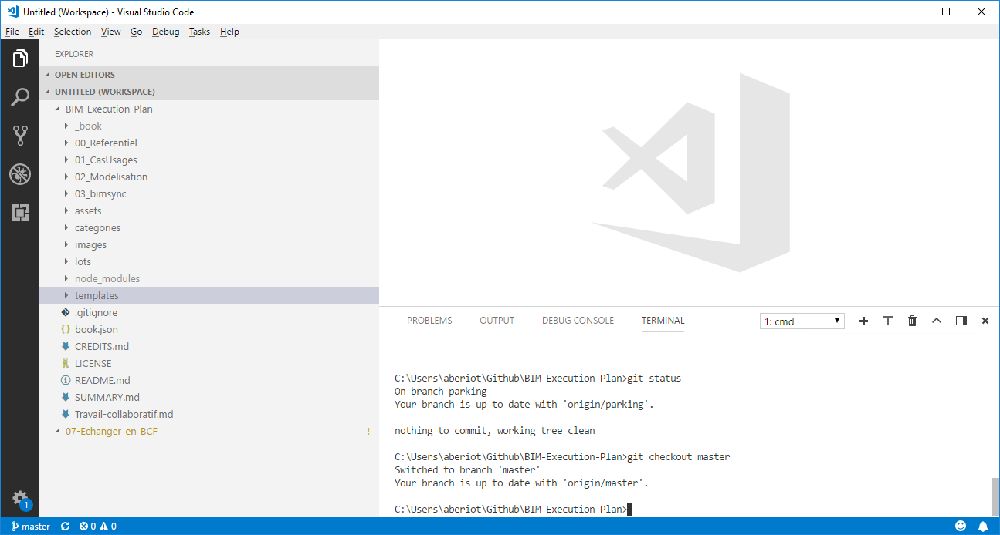 Untitled (Workspace) - Visual Studio Code
File Edit Selection View Go Debug Tasks Help
EXPLORER
OPEN EDITORS
UNTITLED (WORKSPACE)
BIM-Execution-Plan
_book
00_Referentiel
01_CasUsages
02_Modelisation
03_bimsync
assets
categories
images
lots
node_modules
templates
.gitignore
{} book.json
CREDITS.md
LICENSE
README.md
SUMMARY.md
Travail-collaboratif.md
07-Echanger_en_BCF !
PROBLEMS OUTPUT DEBUG CONSOLE TERMINAL 1: cmd
C:\Users\aberiot\Github\BIM-Execution-Plan>git status
On branch parking
Your branch is up to date with 'origin/parking'.
nothing to commit, working tree clean
C:\Users\aberiot\Github\BIM-Execution-Plan>git checkout master
Switched to branch 'master'
Your branch is up to date with 'origin/master'.
C:\Users\aberiot\Github\BIM-Execution-Plan>
1
master 0 0